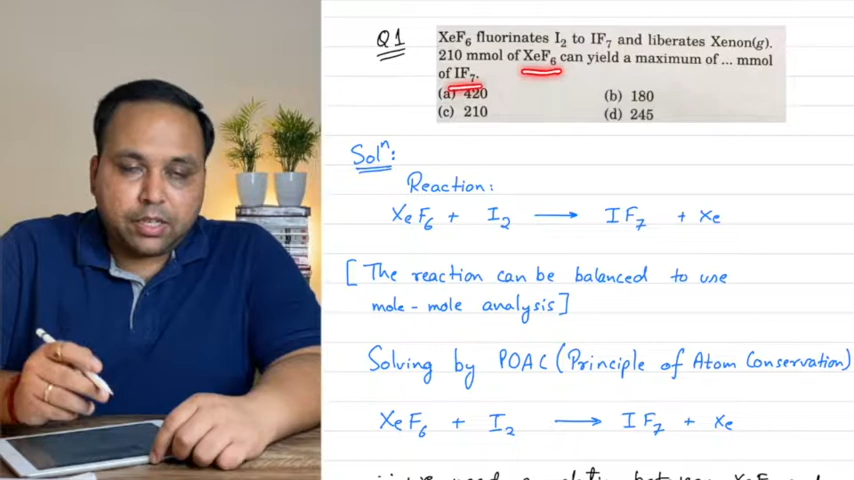 Q1
XeF6 fluorinates I2 to IF7 and liberates Xenon(g).
210 mmol of XeF6 can yield a maximum of ... mmol
of IF7.
(a) 420
(b) 180
(c) 210
(d) 245
Solⁿ:
Reaction:
XeF6 + I2 ⟶ IF7 + Xe
[The reaction can be balanced to use
mole-mole analysis]
Solving by POAC (Principle of Atom Conservation)
XeF6 + I2 ⟶ IF7 + Xe